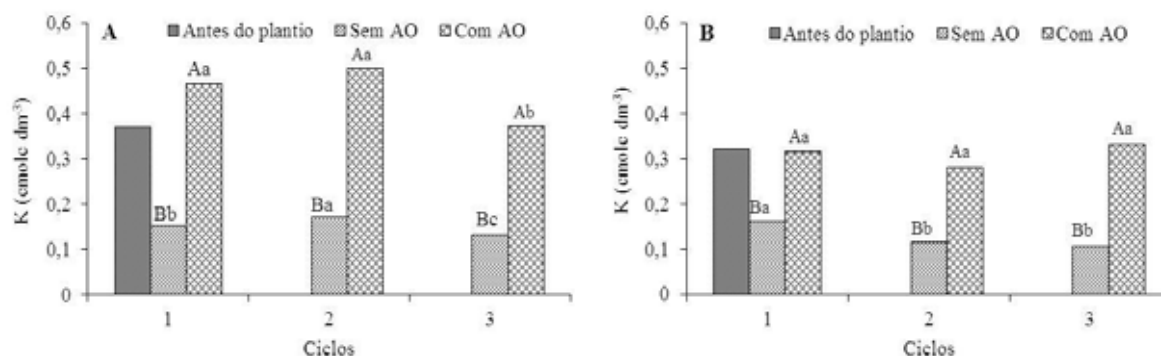 A
Antes do plantio Sem AO Com AO
K (cmolc dm⁻³)
0,6
0,5
0,4
0,3
0,2
0,1
0
Aa
Aa
Ab
Bb
Ba
Bc
1 2 3
Ciclos
B
Antes do plantio Sem AO Com AO
K (cmolc dm⁻³)
0,6
0,5
0,4
0,3
0,2
0,1
0
Aa
Aa
Aa
Ba
Bb
Bb
1 2 3
Ciclos